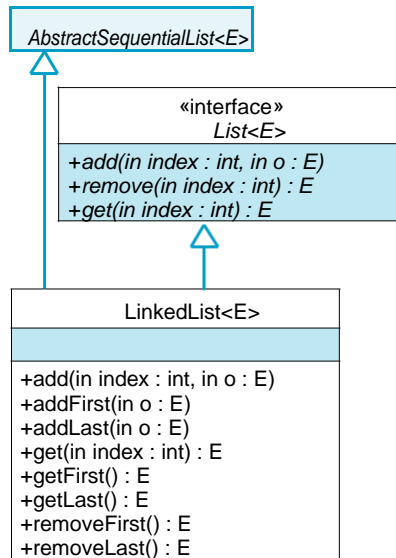 AbstractSequentialList<E>
«interface»
List<E>
+add(in index : int, in o : E)
+remove(in index : int) : E
+get(in index : int) : E
LinkedList<E>
+add(in index : int, in o : E)
+addFirst(in o : E)
+addLast(in o : E)
+get(in index : int) : E
+getFirst() : E
+getLast() : E
+removeFirst() : E
+removeLast() : E